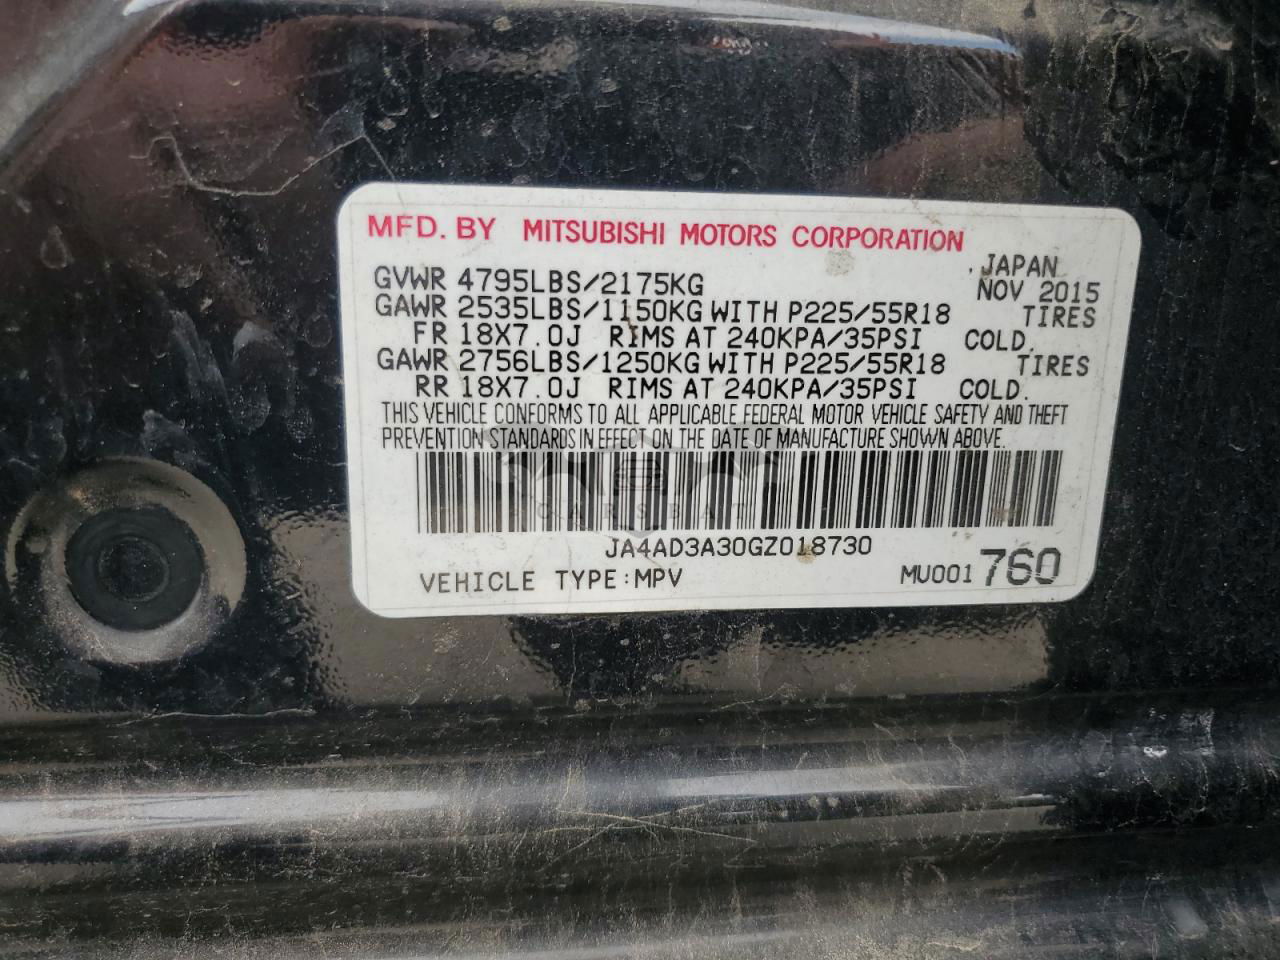 MFD. BY MITSUBISHI MOTORS CORPORATION
JAPAN
GVWR 4795LBS/2175KG NOV 2015
GAWR 2535LBS/1150KG WITH P225/55R18 TIRES
FR 18X7.0J RIMS AT 240KPA/35PSI COLD.
GAWR 2756LBS/1250KG WITH P225/55R18 TIRES
RR 18X7.0J RIMS AT 240KPA/35PSI COLD.
THIS VEHICLE CONFORMS TO ALL APPLICABLE FEDERAL MOTOR VEHICLE SAFETY AND THEFT
PREVENTION STANDARDS IN EFFECT ON THE DATE OF MANUFACTURE SHOWN ABOVE.
JA4AD3A30GZ018730
VEHICLE TYPE:MPV MU001760